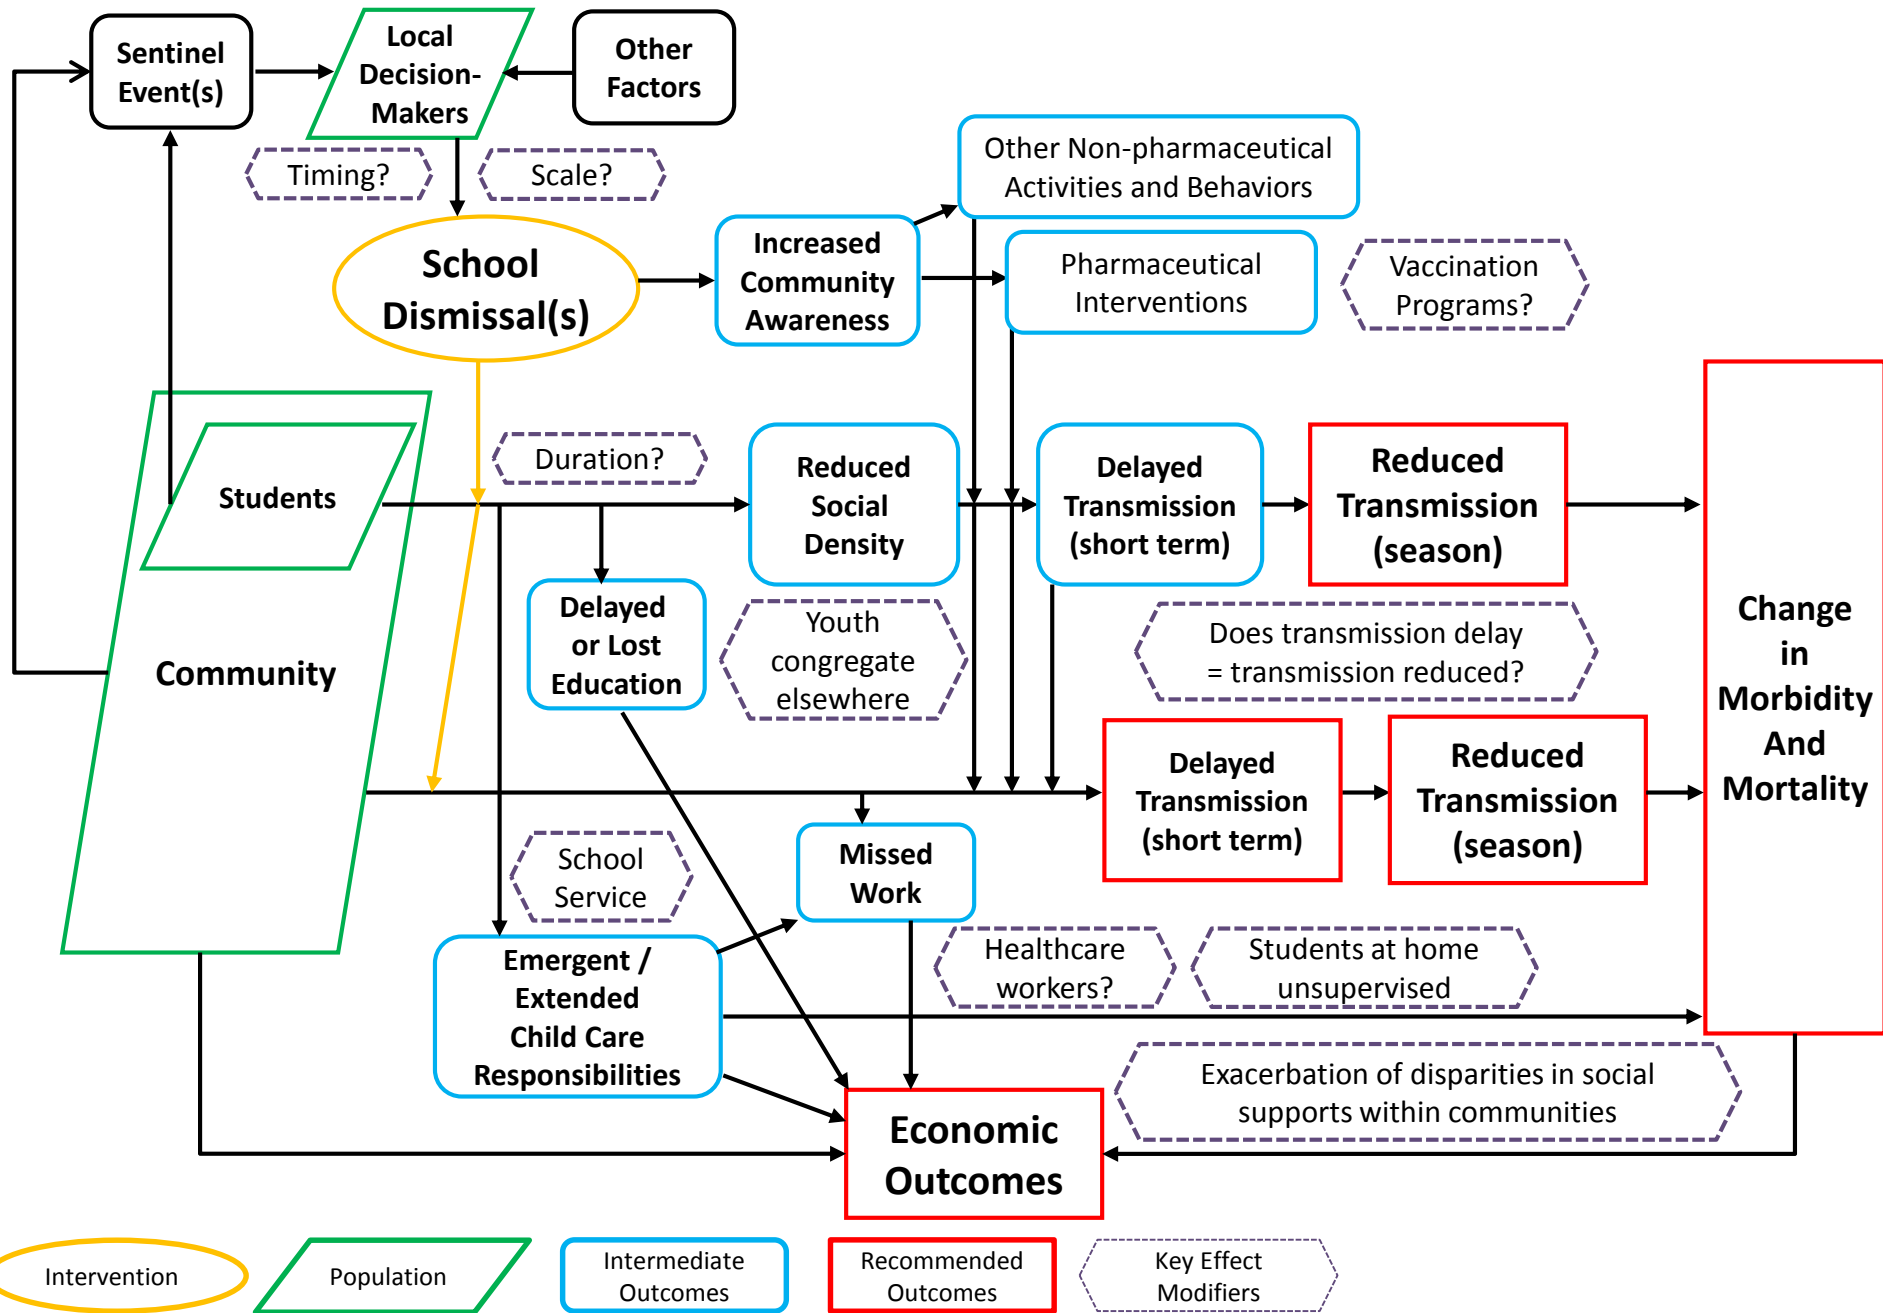 Sentinel
Event(s)
Local
Decision-
Makers
Other
Factors
Timing?
Scale?
Other Non-pharmaceutical
Activities and Behaviors
School
Dismissal(s)
Increased
Community
Awareness
Pharmaceutical
Interventions
Vaccination
Programs?
Students
Duration?
Reduced
Social
Density
Delayed
Transmission
(short term)
Reduced
Transmission
(season)
Community
Delayed
or Lost
Education
Youth
congregate
elsewhere
Does transmission delay
= transmission reduced?
Change
in
Morbidity
And
Mortality
Delayed
Transmission
(short term)
Reduced
Transmission
(season)
School
Service
Missed
Work
Emergent /
Extended
Child Care
Responsibilities
Healthcare
workers?
Students at home
unsupervised
Exacerbation of disparities in social
supports within communities
Economic
Outcomes
Intervention
Population
Intermediate
Outcomes
Recommended
Outcomes
Key Effect
Modifiers